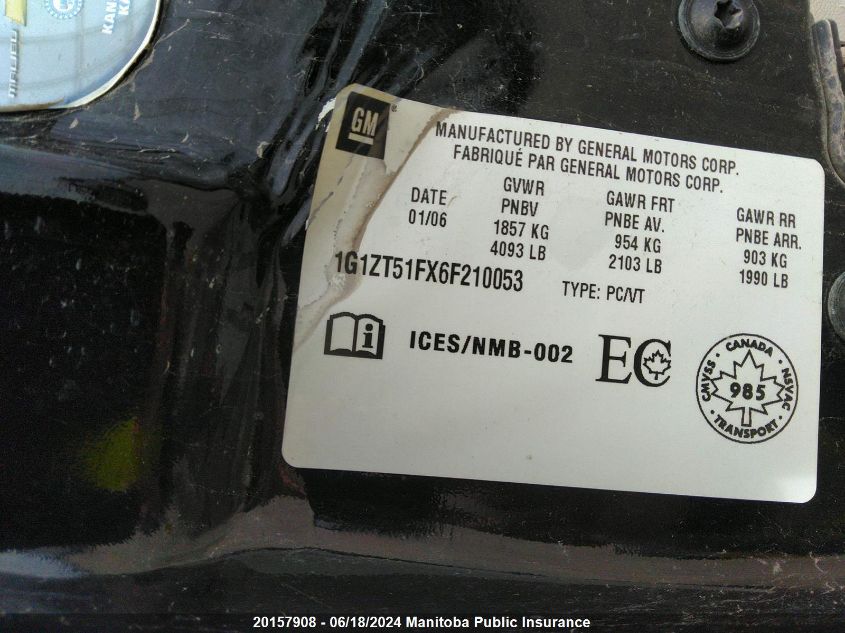 KAN
KA
GM
MANUFACTURED BY GENERAL MOTORS CORP.
FABRIQUÉ PAR GENERAL MOTORS CORP.
DATE
01/06
GVWR
PNBV
1857 KG
4093 LB
GAWR FRT
PNBE AV.
954 KG
2103 LB
GAWR RR
PNBE ARR.
903 KG
1990 LB
1G1ZT51FX6F210053
TYPE: PC/VT
i ICES/NMB-002 EC
CANADA
CMVSS 985 NSVAC
TRANSPORT
20157908 - 06/18/2024 Manitoba Public Insurance